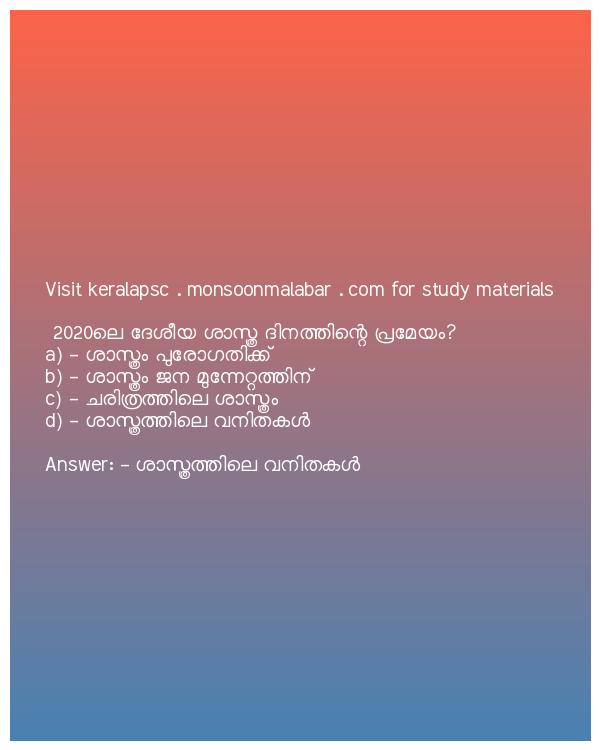 Visit keralapsc . monsoonmalabar . com for study materials
2020ലെ ദേശീയ ശാസ്ത്ര ദിനത്തിന്റെ പ്രമേയം?
a) – ശാസ്ത്രം പുരോഗതിക്ക്
b) – ശാസ്ത്രം ജന മുന്നേറ്റത്തിന്
c) – ചരിത്രത്തിലെ ശാസ്ത്രം
d) – ശാസ്ത്രത്തിലെ വനിതകൾ
Answer: – ശാസ്ത്രത്തിലെ വനിതകൾ